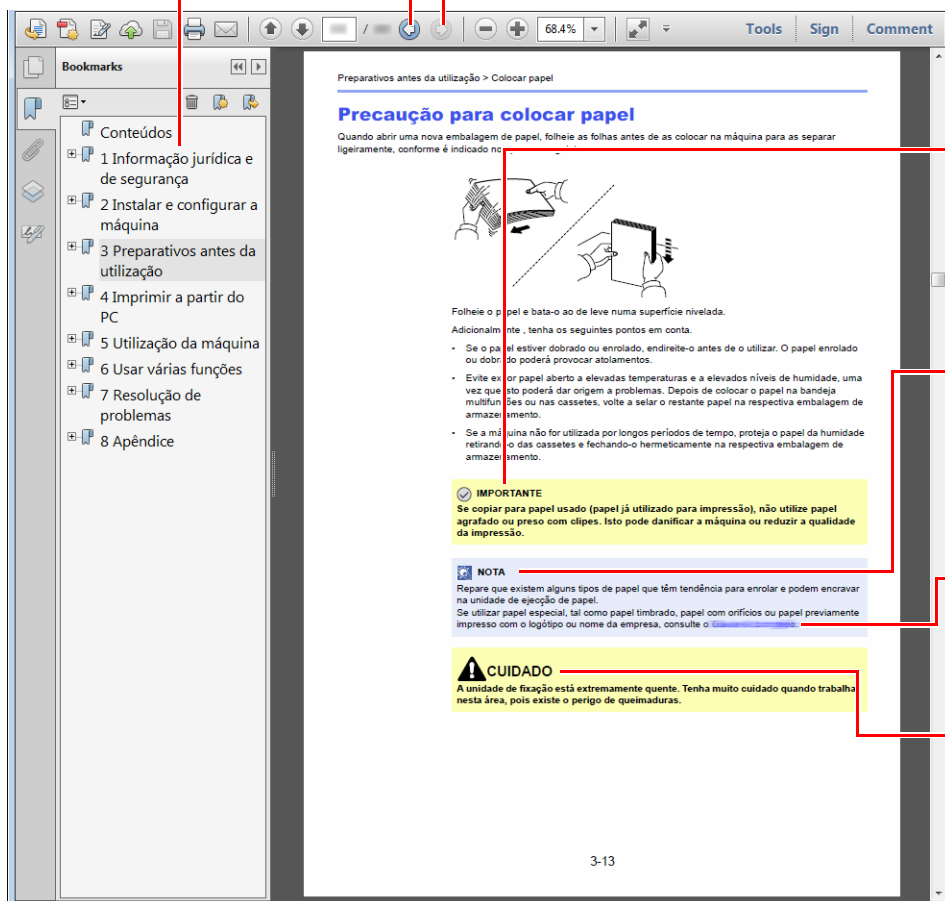 /
68.4%
Tools
Sign
Comment
Bookmarks
Conteúdos
1 Informação jurídica e
de segurança
2 Instalar e configurar a
máquina
3 Preparativos antes da
utilização
4 Imprimir a partir do
PC
5 Utilização da máquina
6 Usar várias funções
7 Resolução de
problemas
8 Apêndice
Preparativos antes da utilização > Colocar papel
Precaução para colocar papel
Quando abrir uma nova embalagem de papel, folheie as folhas antes de as colocar na máquina para as separar
ligeiramente, conforme é indicado
Folheie o papel e bata-o ao de leve numa superfície nivelada.
Adicionalmente , tenha os seguintes pontos em conta.
• Se o papel estiver dobrado ou enrolado, endireite-o antes de o utilizar. O papel enrolado
ou dobrado poderá provocar atolamentos.
• Evite expor papel aberto a elevadas temperaturas e a elevados níveis de humidade, uma
vez que isto poderá dar origem a problemas. Depois de colocar o papel na bandeja
multifunções ou nas cassetes, volte a selar o restante papel na respectiva embalagem de
armazenamento.
• Se a máquina não for utilizada por longos períodos de tempo, proteja o papel da humidade
retirando-o das cassetes e fechando-o hermeticamente na respectiva embalagem de
armazenamento.
IMPORTANTE
Se copiar para papel usado (papel já utilizado para impressão), não utilize papel
agrafado ou preso com clipes. Isto pode danificar a máquina ou reduzir a qualidade
da impressão.
NOTA
Repare que existem alguns tipos de papel que têm tendência para enrolar e podem encravar
na unidade de ejecção de papel.
Se utilizar papel especial, tal como papel timbrado, papel com orifícios ou papel previamente
impresso com o logótipo ou nome da empresa, consulte o
CUIDADO
A unidade de fixação está extremamente quente. Tenha muito cuidado quando trabalha
nesta área, pois existe o perigo de queimaduras.
3-13